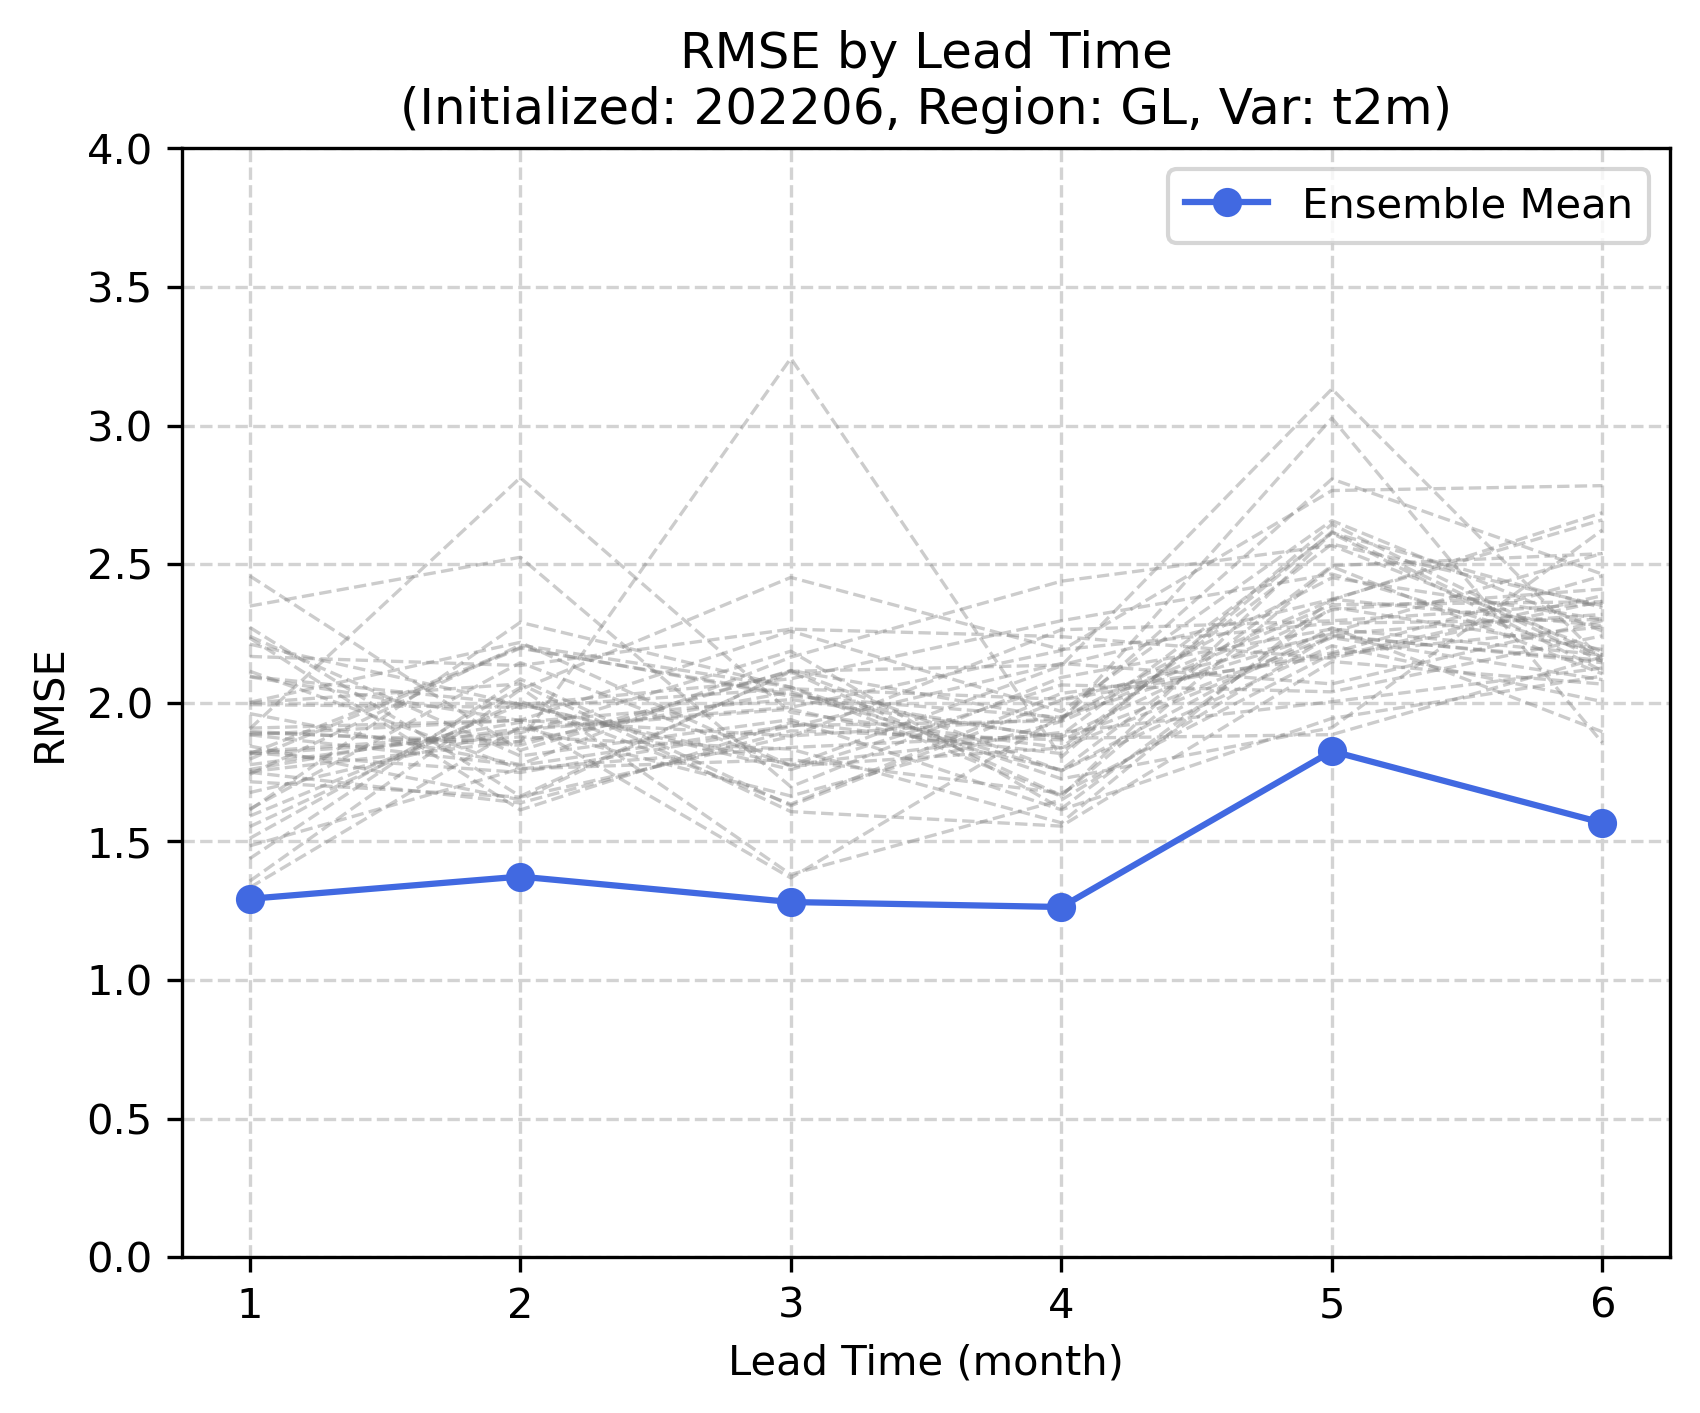 RMSE by Lead Time
(Initialized: 202206, Region: GL, Var: t2m)
Ensemble Mean
RMSE
4.0
3.5
3.0
2.5
2.0
1.5
1.0
0.5
0.0
1 2 3 4 5 6
Lead Time (month)